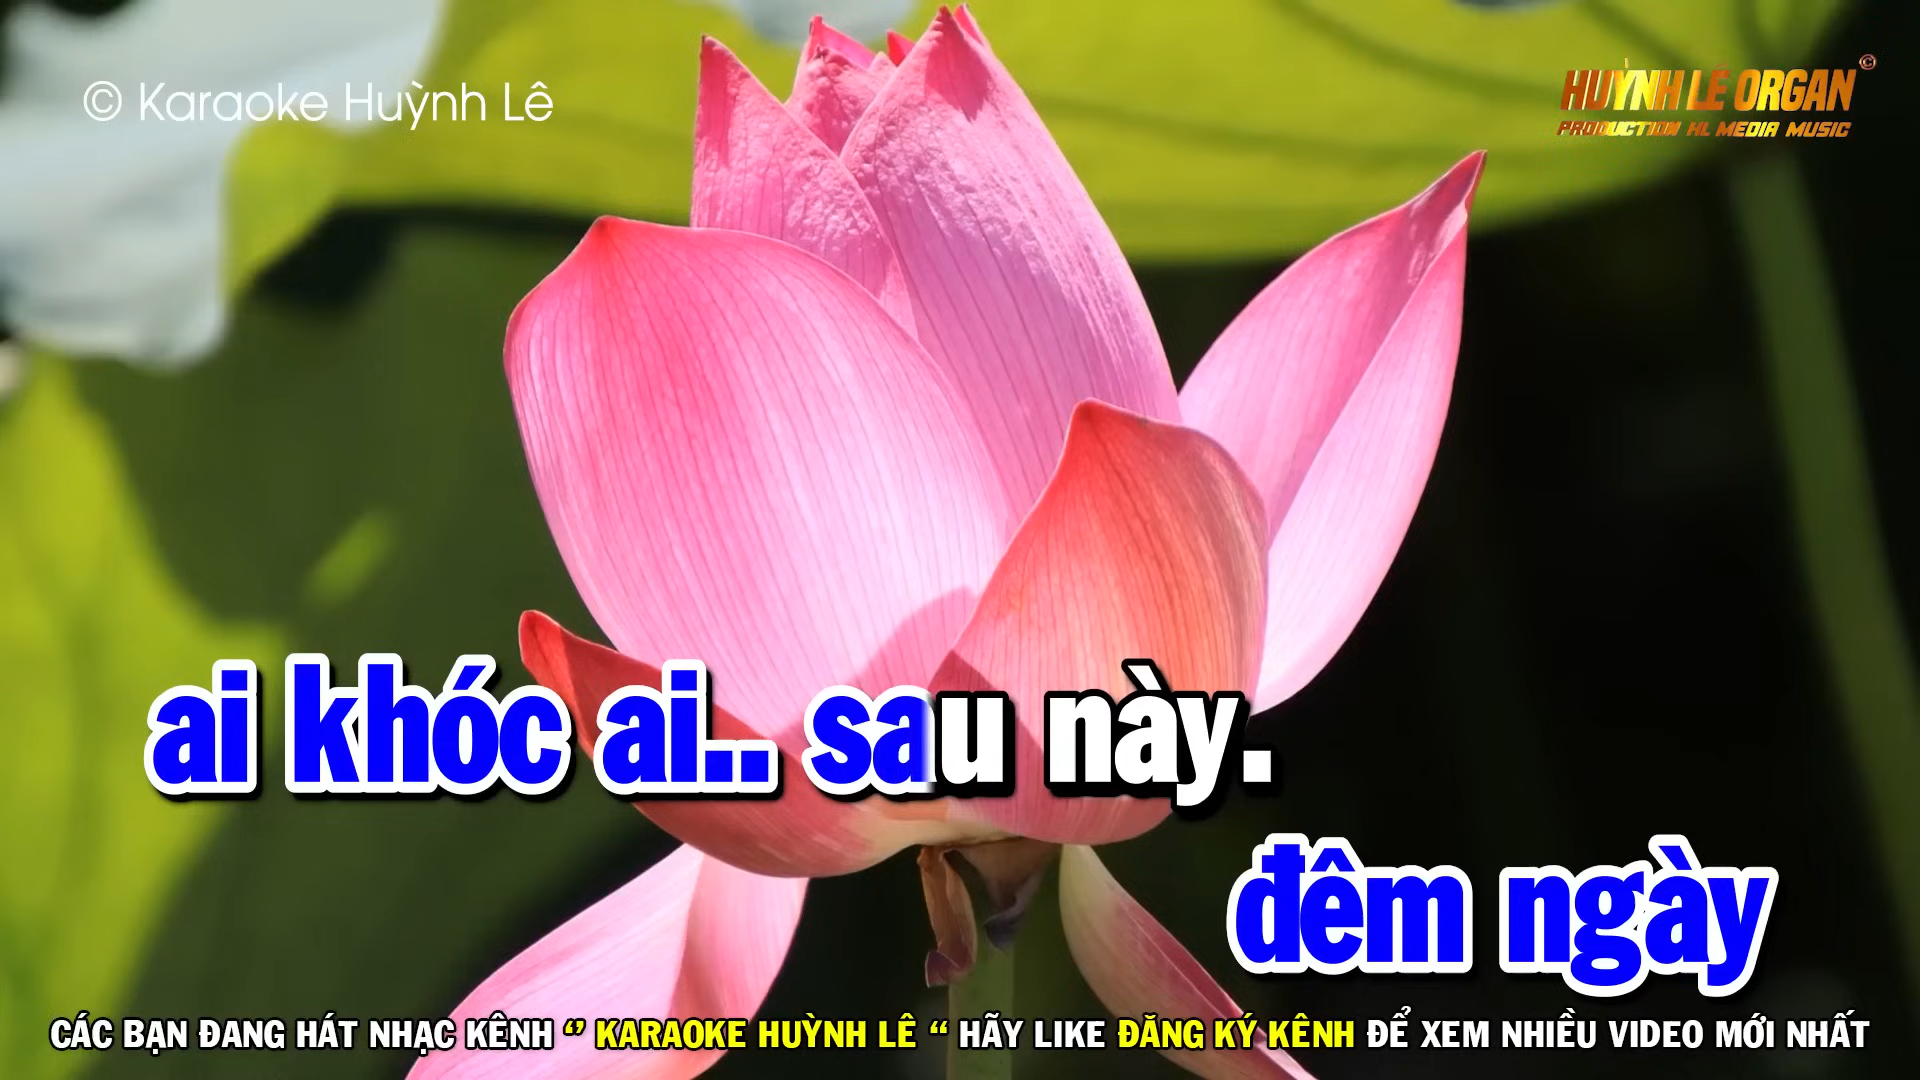 © Karaoke Huỳnh Lê
HUỲNH LÊ ORGAN ©
PRODUCTION HL MEDIA MUSIC
ai khóc ai.. sau này.
đêm ngày
CÁC BẠN ĐANG HÁT NHẠC KÊNH “ KARAOKE HUỲNH LÊ “ HÃY LIKE ĐĂNG KÝ KÊNH ĐỂ XEM NHIỀU VIDEO MỚI NHẤT